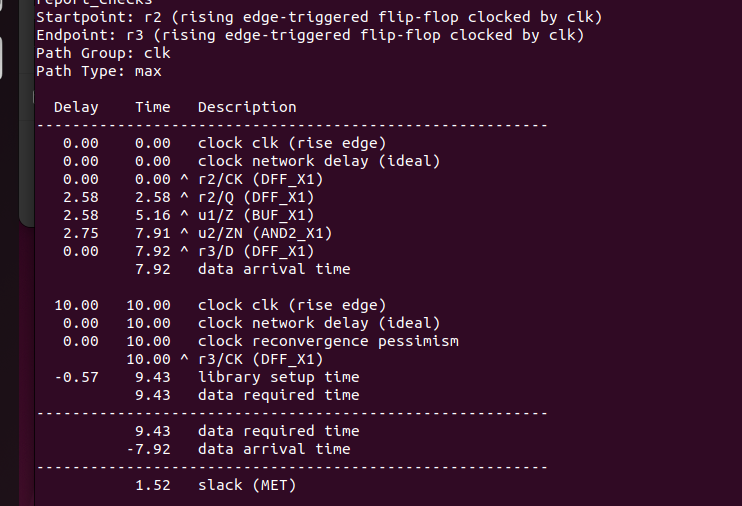 report_checks
Startpoint: r2 (rising edge-triggered flip-flop clocked by clk)
Endpoint: r3 (rising edge-triggered flip-flop clocked by clk)
Path Group: clk
Path Type: max
  Delay    Time   Description
---------------------------------------------------------
   0.00    0.00   clock clk (rise edge)
   0.00    0.00   clock network delay (ideal)
   0.00    0.00 ^ r2/CK (DFF_X1)
   2.58    2.58 ^ r2/Q (DFF_X1)
   2.58    5.16 ^ u1/Z (BUF_X1)
   2.75    7.91 ^ u2/ZN (AND2_X1)
   0.00    7.92 ^ r3/D (DFF_X1)
           7.92   data arrival time
  10.00   10.00   clock clk (rise edge)
   0.00   10.00   clock network delay (ideal)
   0.00   10.00   clock reconvergence pessimism
          10.00 ^ r3/CK (DFF_X1)
  -0.57    9.43   library setup time
           9.43   data required time
---------------------------------------------------------
           9.43   data required time
          -7.92   data arrival time
---------------------------------------------------------
           1.52   slack (MET)